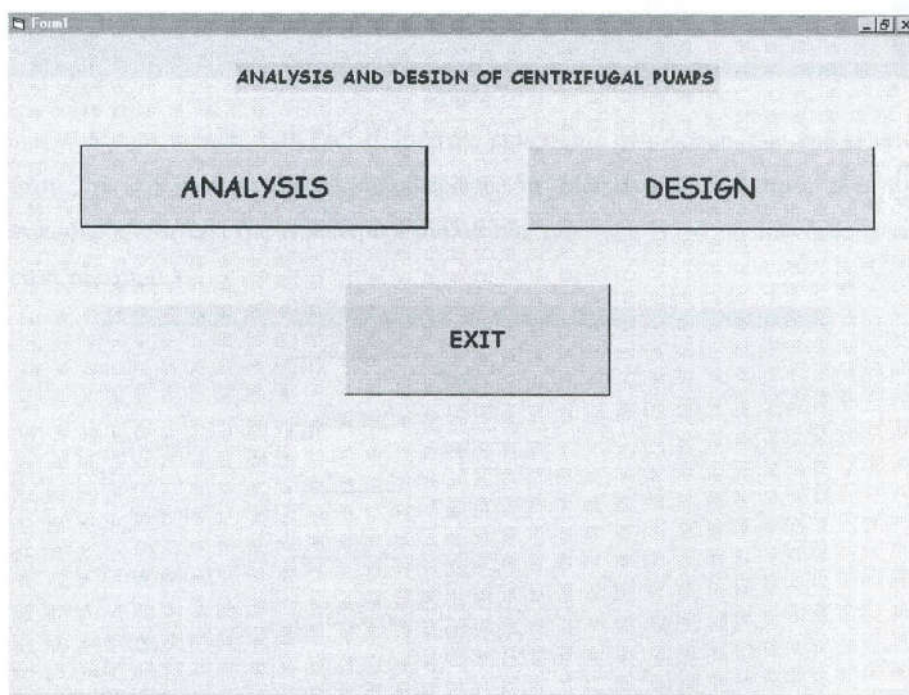 Form1
ANALYSIS AND DESIDN OF CENTRIFUGAL PUMPS
ANALYSIS
DESIGN
EXIT